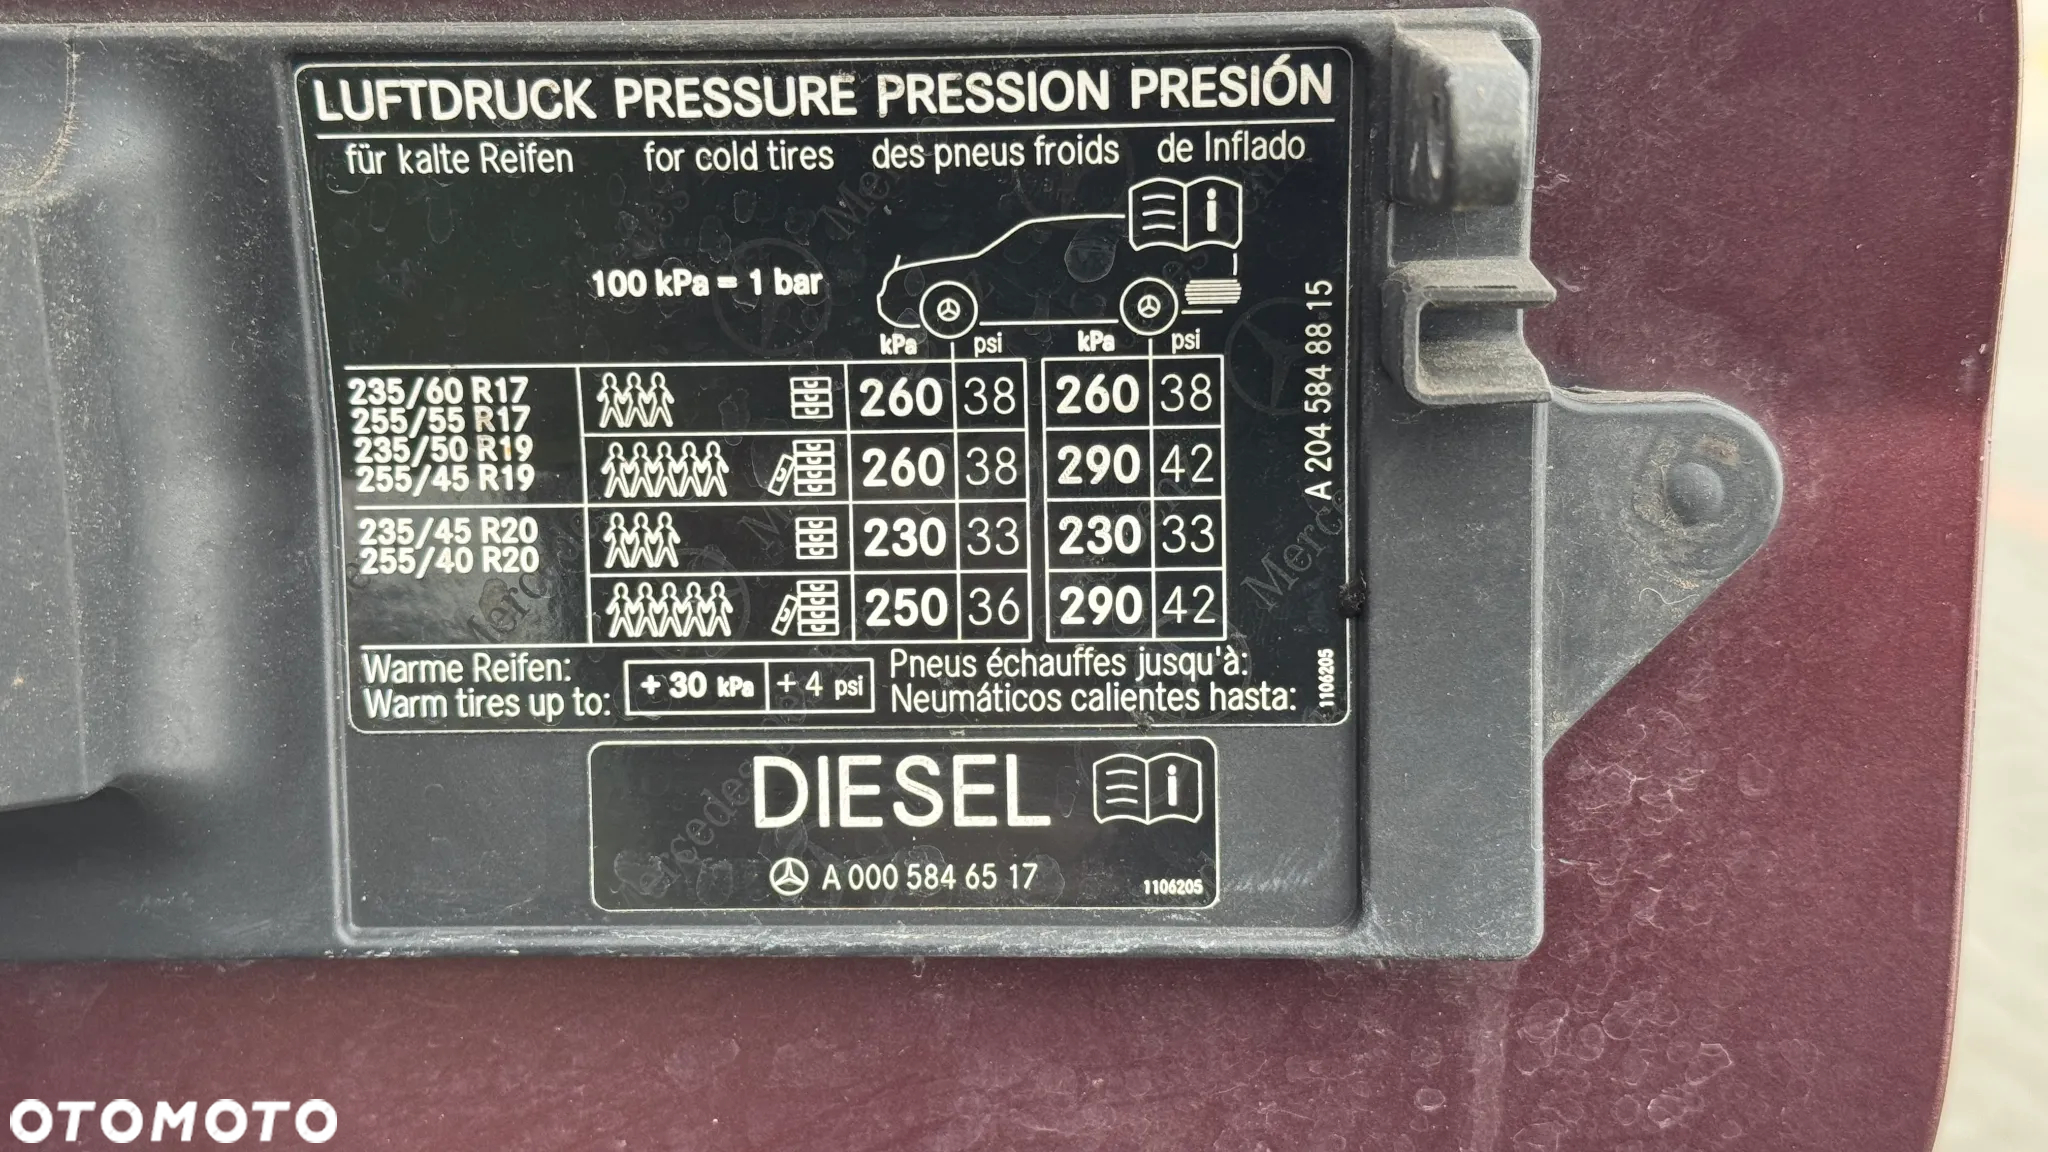 LUFTDRUCK PRESSURE PRESSION PRESIÓN
für kalte Reifen for cold tires des pneus froids de Inflado
i
100 kPa = 1 bar
kPa psi kPa psi
235/60 R17
255/55 R17
235/50 R19
255/45 R19
260 38 260 38
260 38 290 42
235/45 R20
255/40 R20
230 33 230 33
250 36 290 42
Warme Reifen:
Warm tires up to:
+ 30 kPa + 4 psi
Pneus échauffes jusqu'à:
Neumáticos calientes hasta:
A 204 584 88 15
1106205
DIESEL i
A 000 584 65 17
1106205
OTOMOTO